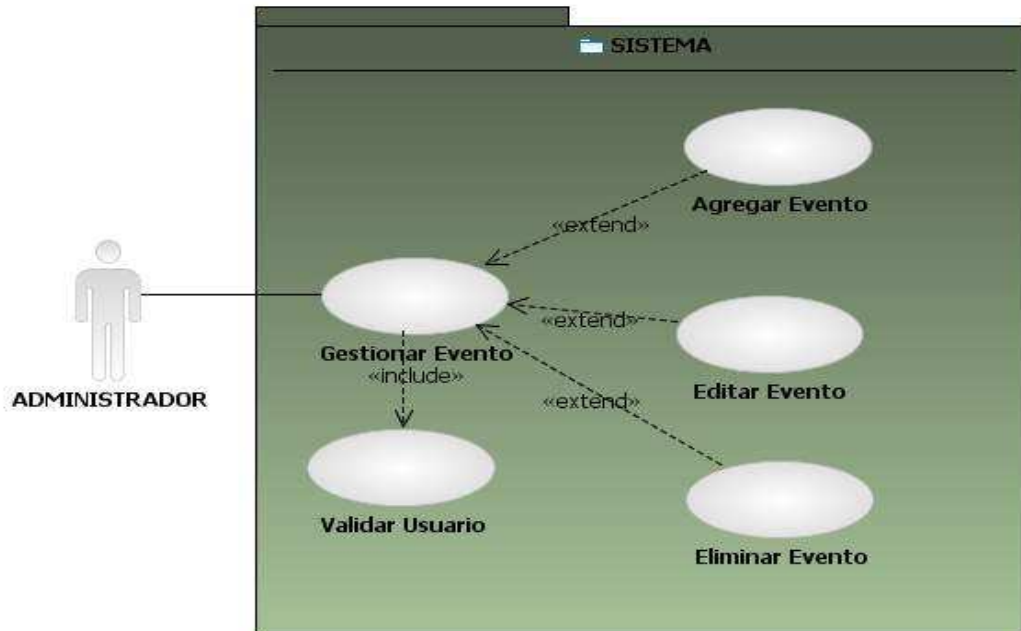 SISTEMA
Agregar Evento
«extend»
Gestionar Evento
«extend»
Editar Evento
«include»
«extend»
ADMINISTRADOR
Validar Usuario
Eliminar Evento